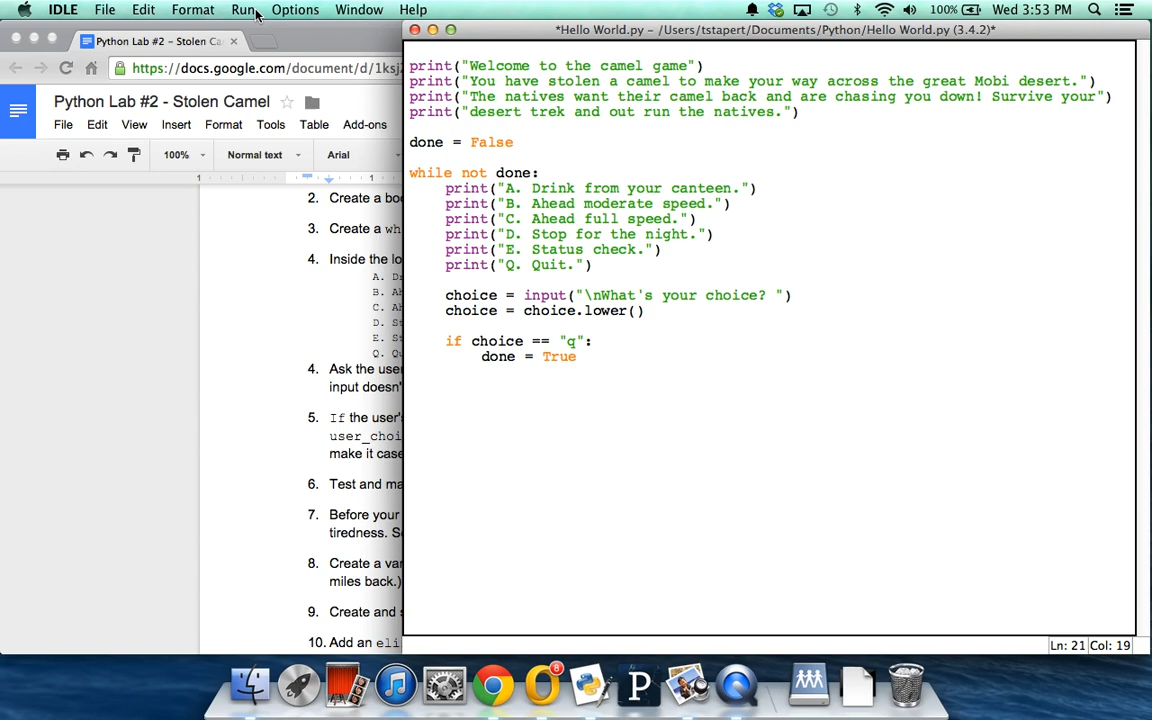 IDLE File Edit Format Run Options Window Help 100% Wed 3:53 PM
Python Lab #2 - Stolen Ca
*Hello World.py - /Users/tstapert/Documents/Python/Hello World.py (3.4.2)*
https://docs.google.com/document/d/1ksj
Python Lab #2 - Stolen Camel
File Edit View Insert Format Tools Table Add-ons
100% Normal text Arial
1 1
2. Create a boo
3. Create a wh
4. Inside the lo
A. D
B. A
C. A
D. S
E. S
Q. Q
4. Ask the use
input doesn'
5. If the user's
user_choi
make it case
6. Test and ma
7. Before your
tiredness. S
8. Create a va
miles back.)
9. Create and s
10. Add an eli
print("Welcome to the camel game")
print("You have stolen a camel to make your way across the great Mobi desert.")
print("The natives want their camel back and are chasing you down! Survive your")
print("desert trek and out run the natives.")
done = False
while not done:
print("A. Drink from your canteen.")
print("B. Ahead moderate speed.")
print("C. Ahead full speed.")
print("D. Stop for the night.")
print("E. Status check.")
print("Q. Quit.")
choice = input("\nWhat's your choice? ")
choice = choice.lower()
if choice == "q":
done = True
Ln: 21 Col: 19
8
P